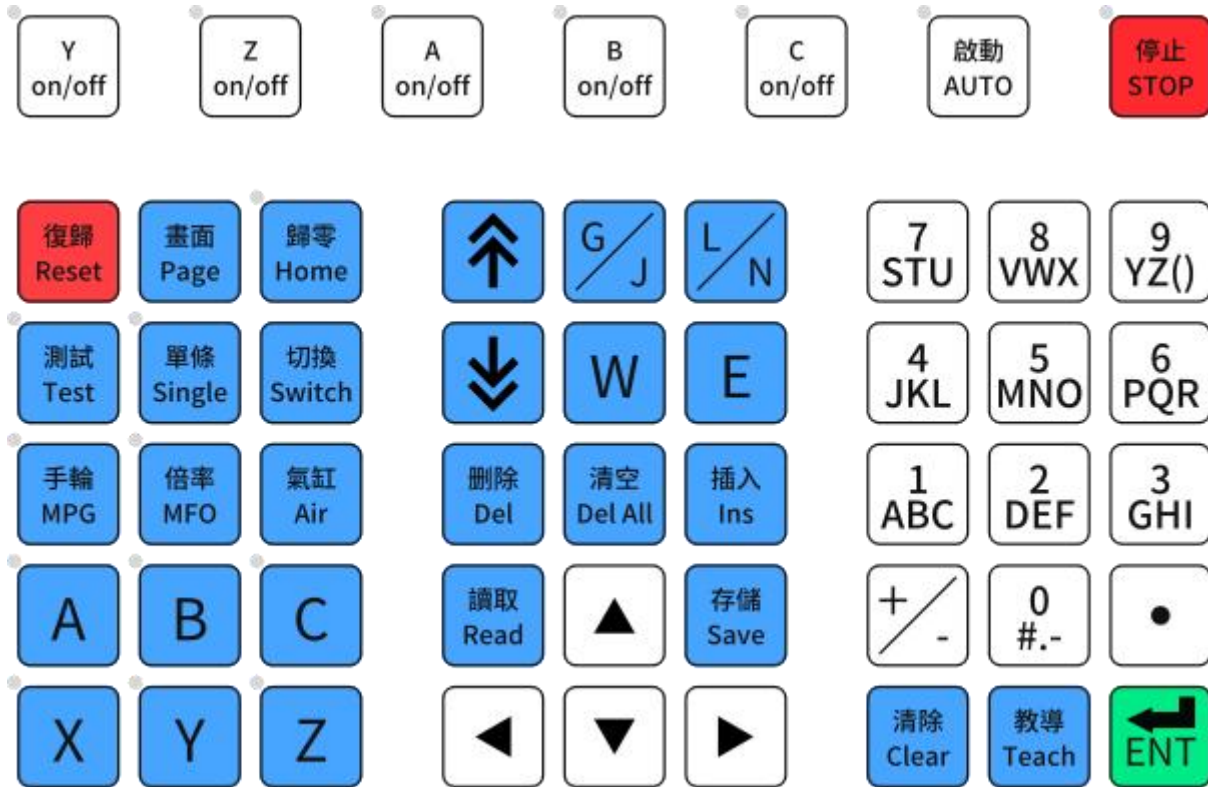 Y
on/off
Z
on/off
A
on/off
B
on/off
C
on/off
啟動
AUTO
停止
STOP
復歸
Reset
畫面
Page
歸零
Home
G/J
L/N
7
STU
8
VWX
9
YZ()
測試
Test
單條
Single
切換
Switch
W
E
4
JKL
5
MNO
6
PQR
手輪
MPG
倍率
MFO
氣缸
Air
刪除
Del
清空
Del All
插入
Ins
1
ABC
2
DEF
3
GHI
A
B
C
讀取
Read
存儲
Save
+/-
0
#.-
.
X
Y
Z
清除
Clear
教導
Teach
ENT